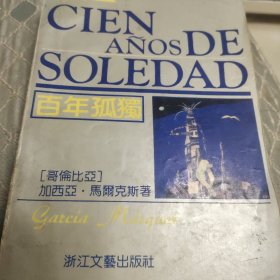 CIEN
AÑOS DE
SOLEDAD
百年孤獨
[哥倫比亞]
加西亞·馬爾克斯著
García Márquez
浙江文藝出版社